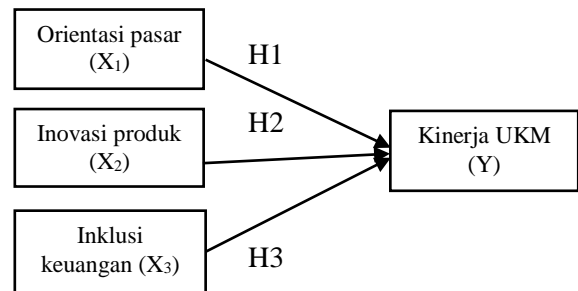 Orientasi pasar
(X₁)
H1
Inovasi produk
(X₂)
H2
Kinerja UKM
(Y)
Inklusi
keuangan (X₃)
H3